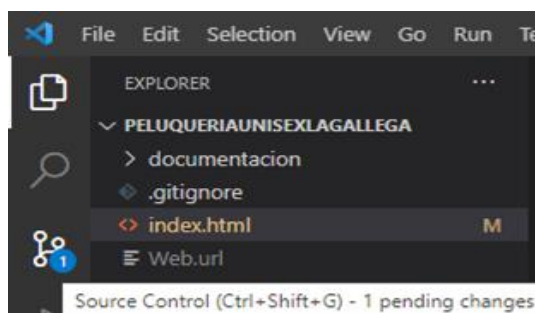 File Edit Selection View Go Run
EXPLORER ...
PELUQUERIAUNISEXLAGALLEGA
documentacion
.gitignore
index.html M
Web.url
1
Source Control (Ctrl+Shift+G) - 1 pending changes